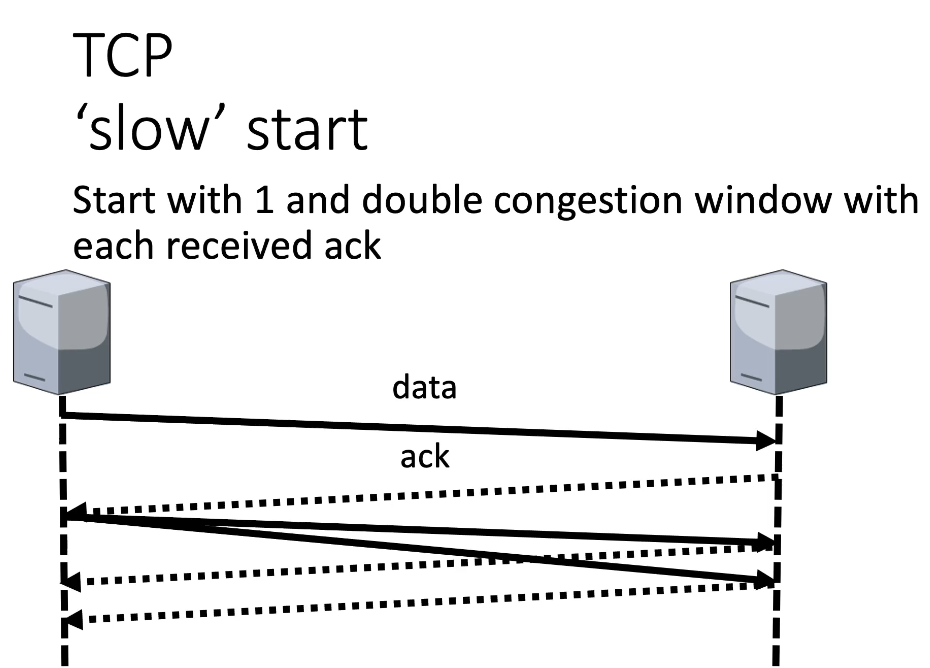 TCP
‘slow’ start
Start with 1 and double congestion window with
each received ack
data
ack